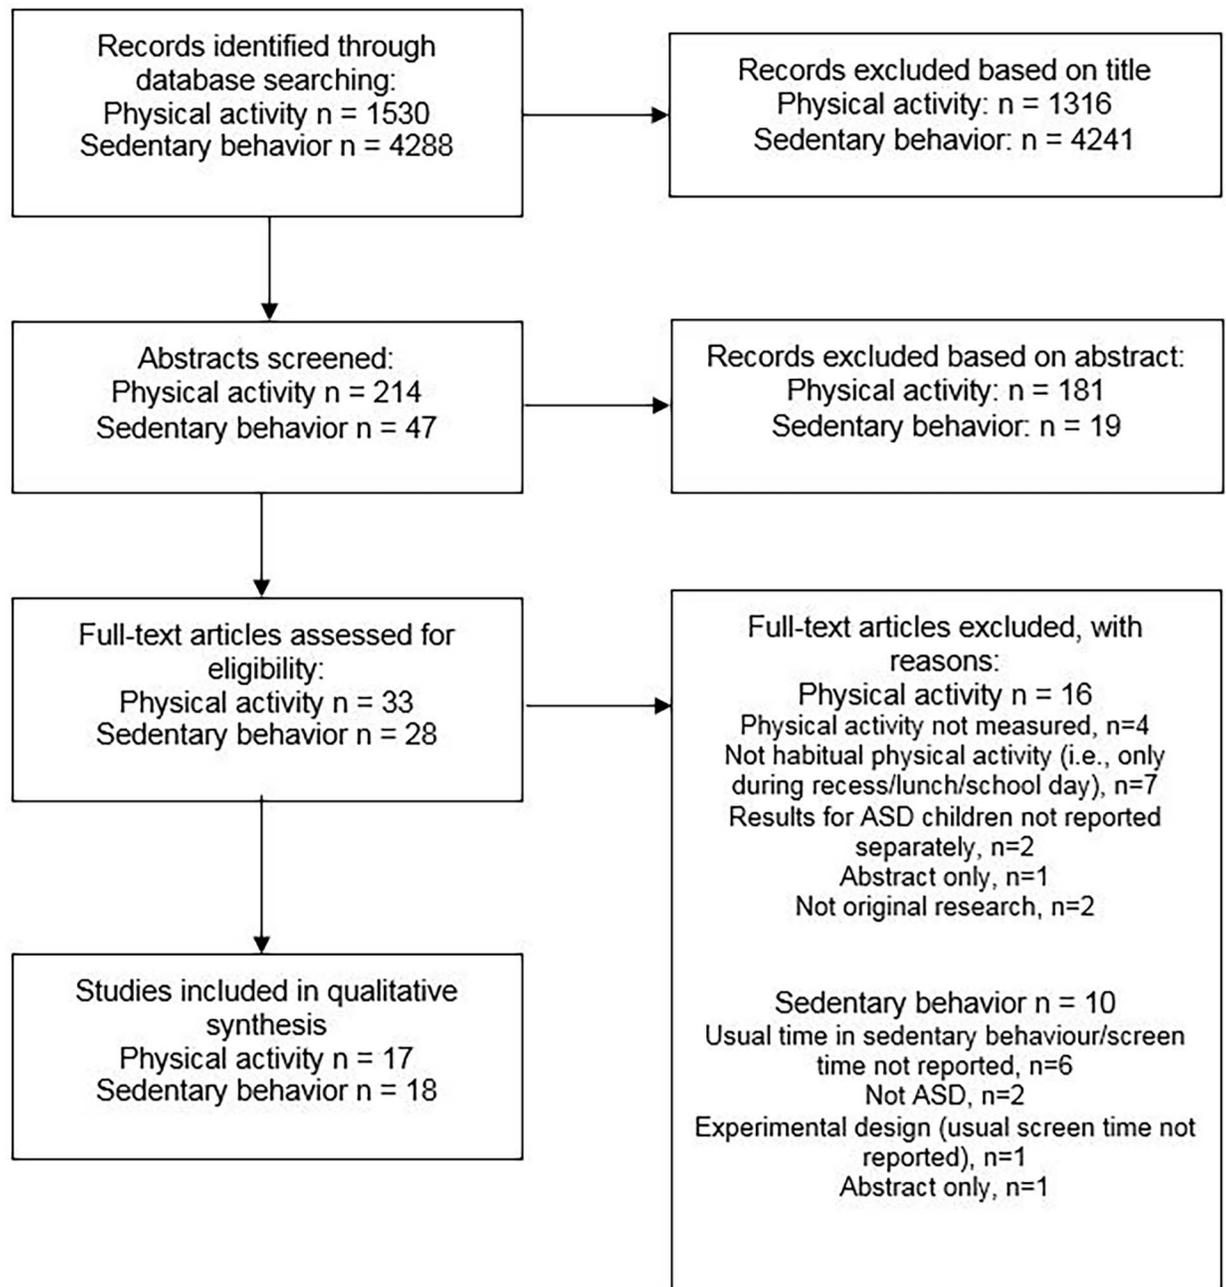 Records identified through
database searching:
Physical activity n = 1530
Sedentary behavior n = 4288
Records excluded based on title
Physical activity: n = 1316
Sedentary behavior: n = 4241
Abstracts screened:
Physical activity n = 214
Sedentary behavior n = 47
Records excluded based on abstract:
Physical activity: n = 181
Sedentary behavior: n = 19
Full-text articles assessed for
eligibility:
Physical activity n = 33
Sedentary behavior n = 28
Full-text articles excluded, with
reasons:
Physical activity n = 16
Physical activity not measured, n=4
Not habitual physical activity (i.e., only
during recess/lunch/school day), n=7
Results for ASD children not reported
separately, n=2
Abstract only, n=1
Not original research, n=2
Sedentary behavior n = 10
Usual time in sedentary behaviour/screen
time not reported, n=6
Not ASD, n=2
Experimental design (usual screen time not
reported), n=1
Abstract only, n=1
Studies included in qualitative
synthesis
Physical activity n = 17
Sedentary behavior n = 18